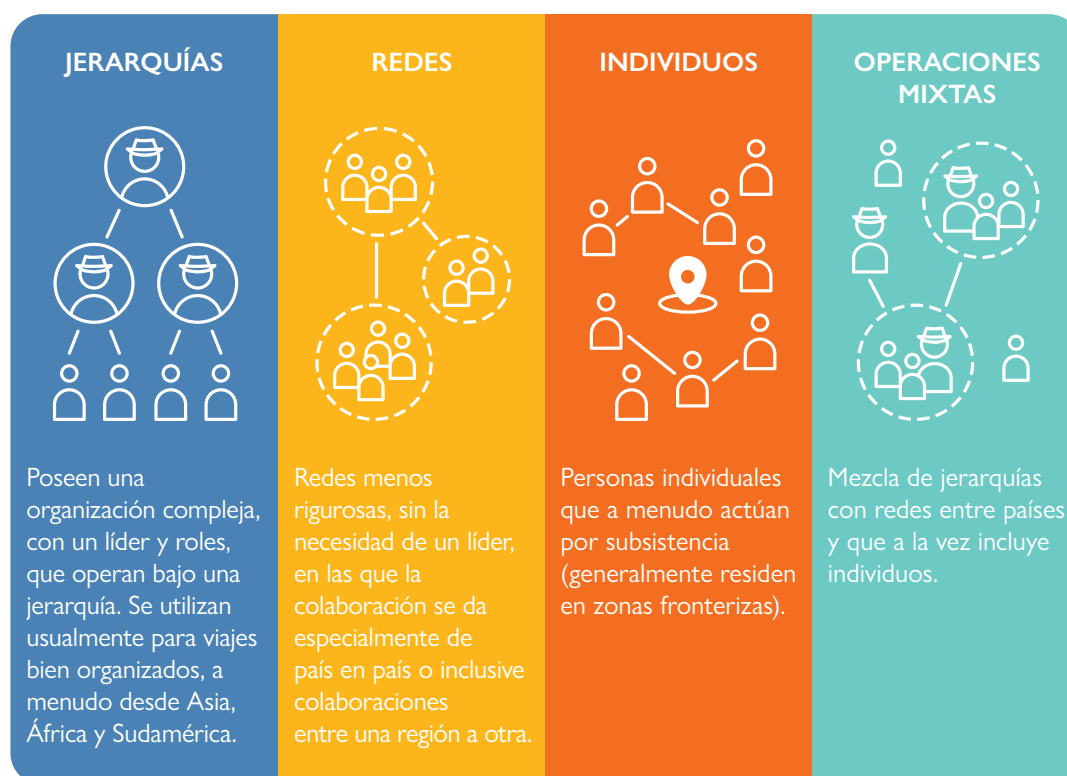 JERARQUÍAS
Poseen una
organización compleja,
con un líder y roles,
que operan bajo una
jerarquía. Se utilizan
usualmente para viajes
bien organizados, a
menudo desde Asia,
África y Sudamérica.
REDES
Redes menos
rigurosas, sin la
necesidad de un líder,
en las que la
colaboración se da
especialmente de
país en país o inclusive
colaboraciones
entre una región a otra.
INDIVIDUOS
Personas individuales
que a menudo actúan
por subsistencia
(generalmente residen
en zonas fronterizas).
OPERACIONES
MIXTAS
Mezcla de jerarquías
con redes entre países
y que a la vez incluye
individuos.